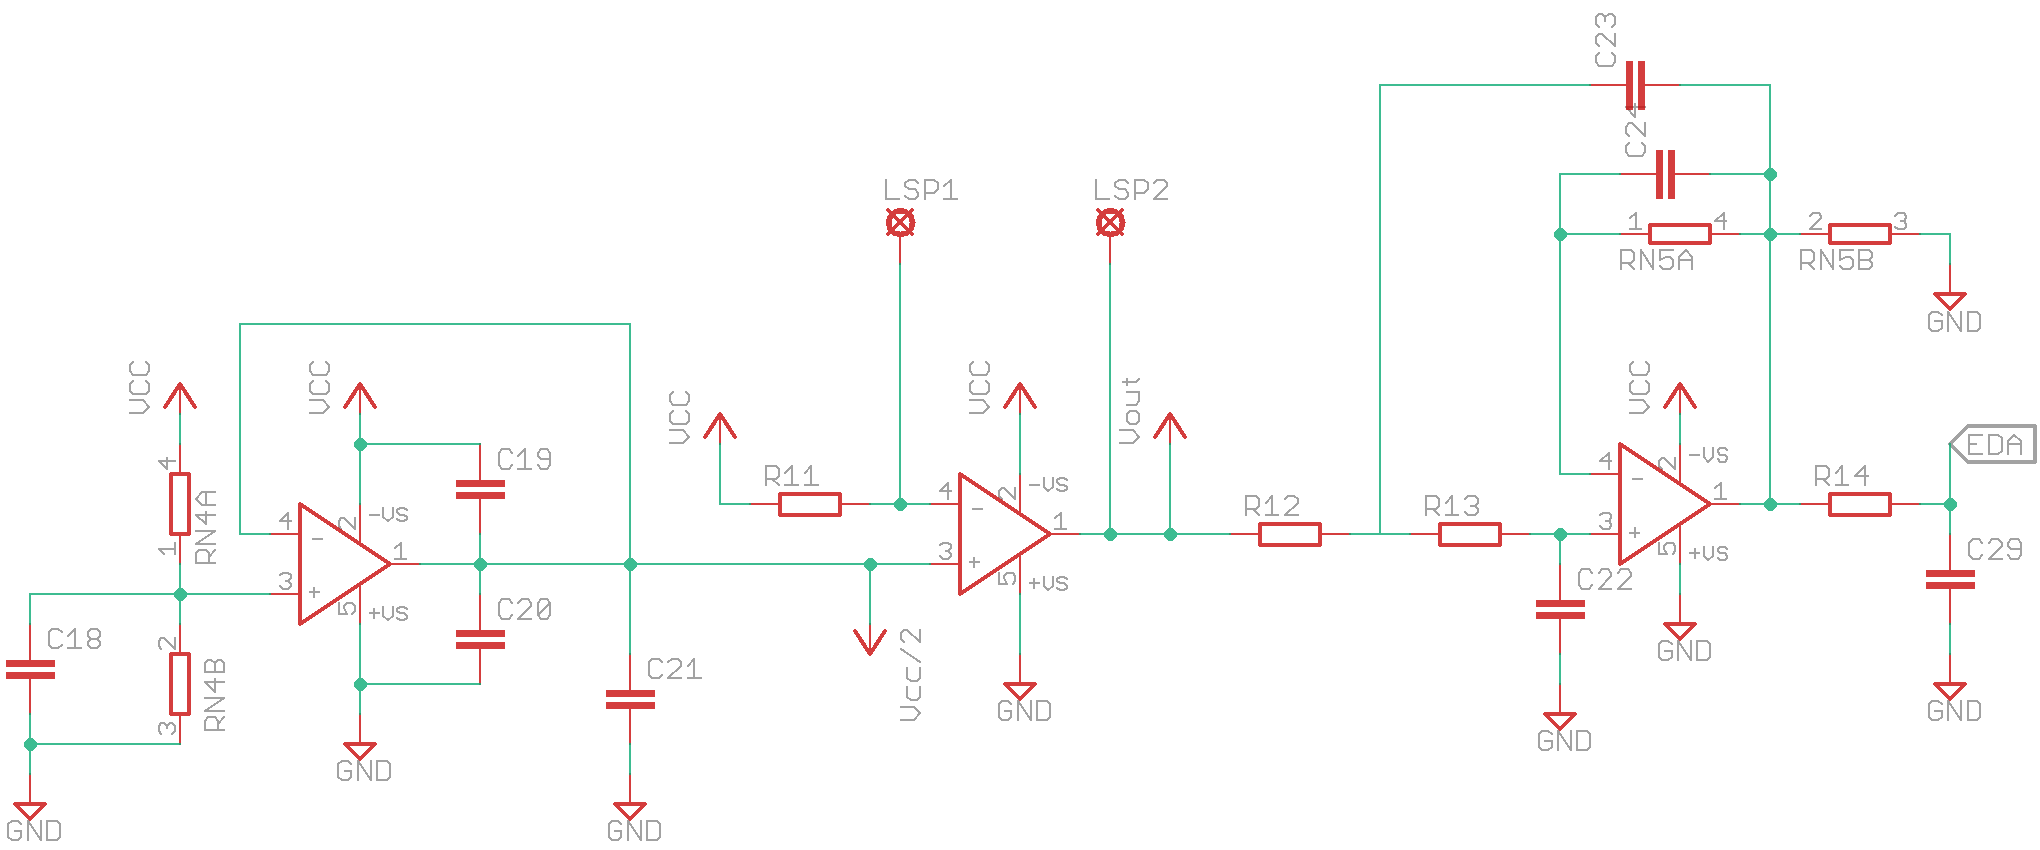 C23
C24
LSP1
LSP2
1
4
RN5A
2
3
RN5B
GND
VCC
4
1
RN4A
2
3
RN4B
C18
GND
VCC
4
-
3
+
2
-VS
5
+VS
1
C19
C20
GND
C21
GND
VCC
R11
Vcc/2
VCC
4
-
3
+
2
-VS
5
+VS
1
GND
Vout
R12
R13
C22
GND
VCC
4
-
3
+
2
-VS
5
+VS
1
GND
R14
EDA
C29
GND